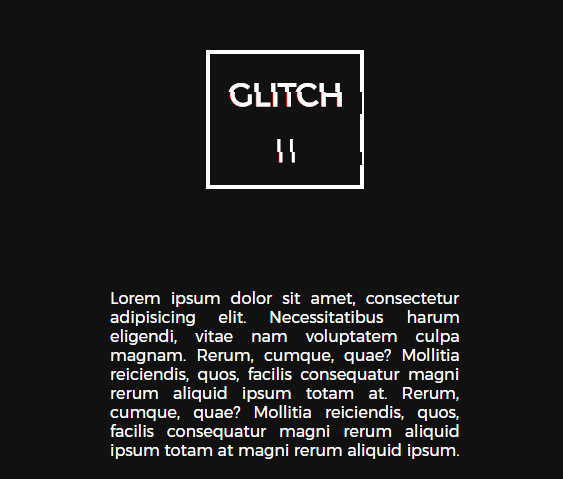 GLITCH
II
Lorem ipsum dolor sit amet, consectetur
adipisicing elit. Necessitatibus harum
eligendi, vitae nam voluptatem culpa
magnam. Rerum, cumque, quae? Mollitia
reiciendis, quos, facilis consequatur magni
rerum aliquid ipsum totam at. Rerum,
cumque, quae? Mollitia reiciendis, quos,
facilis consequatur magni rerum aliquid
ipsum totam at magni rerum aliquid ipsum.